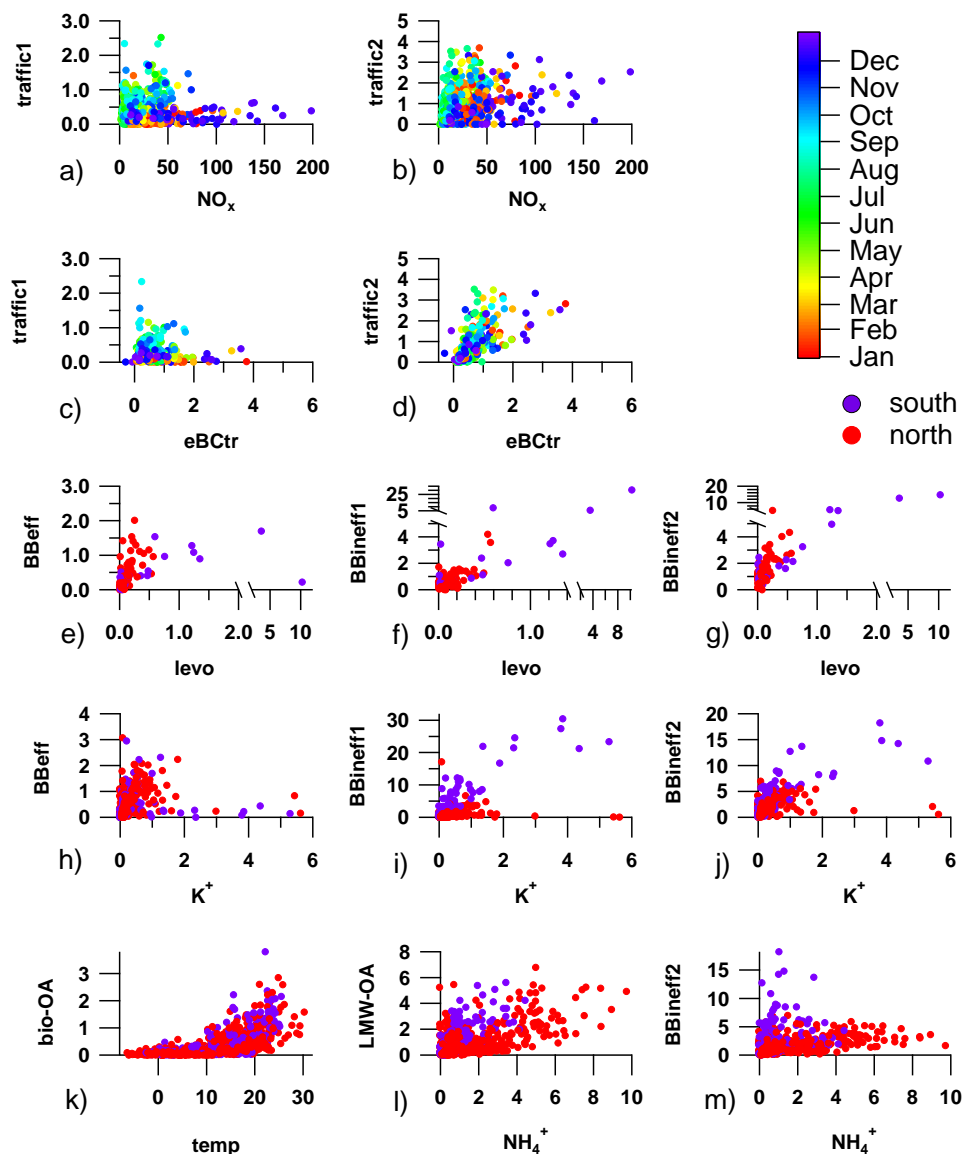 3.0
2.0
1.0
0.0
traffic1
0 50 100 150 200
a)
NOx
5
4
3
2
1
0
traffic2
0 50 100 150 200
b)
NOx
Dec
Nov
Oct
Sep
Aug
Jul
Jun
May
Apr
Mar
Feb
Jan
3.0
2.0
1.0
0.0
traffic1
0 2 4 6
c)
eBCtr
5
4
3
2
1
0
traffic2
0 2 4 6
d)
eBCtr
south
north
3.0
2.0
1.0
0.0
BBeff
0.0 1.0 2.0 5 10
e)
levo
25
5
4
2
0
BBineff1
0.0 1.0 4 8
f)
levo
20
10
4
2
0
BBineff2
0.0 1.0 2.0 5 10
g)
levo
4
3
2
1
0
BBeff
0 2 4 6
h)
K+
30
20
10
0
BBineff1
0 2 4 6
i)
K+
20
15
10
5
0
BBineff2
0 2 4 6
j)
K+
3
2
1
0
bio-OA
0 10 20 30
k)
temp
8
6
4
2
0
LMW-OA
0 2 4 6 8 10
l)
NH4+
15
10
5
0
BBineff2
0 2 4 6 8 10
m)
NH4+